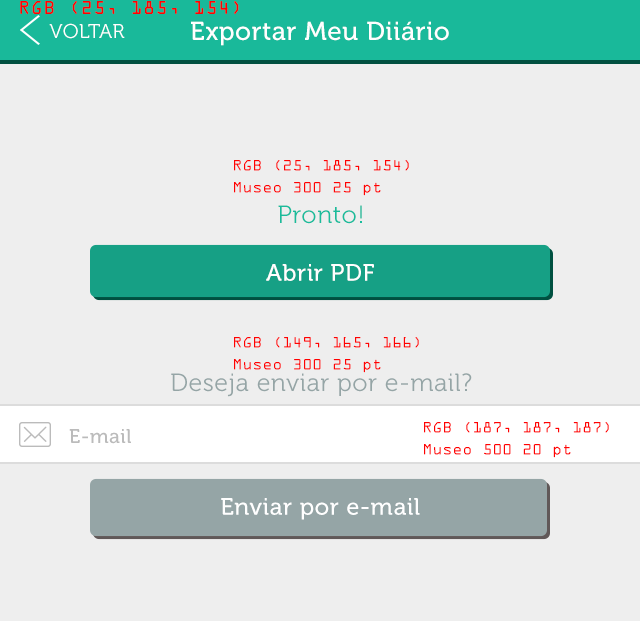 RGB (25, 185, 154)
VOLTAR
Exportar Meu Diiário
RGB (25, 185, 154)
Museo 300 25 pt
Pronto!
Abrir PDF
RGB (149, 165, 166)
Museo 300 25 pt
Deseja enviar por e-mail?
E-mail
RGB (187, 187, 187)
Museo 500 20 pt
Enviar por e-mail